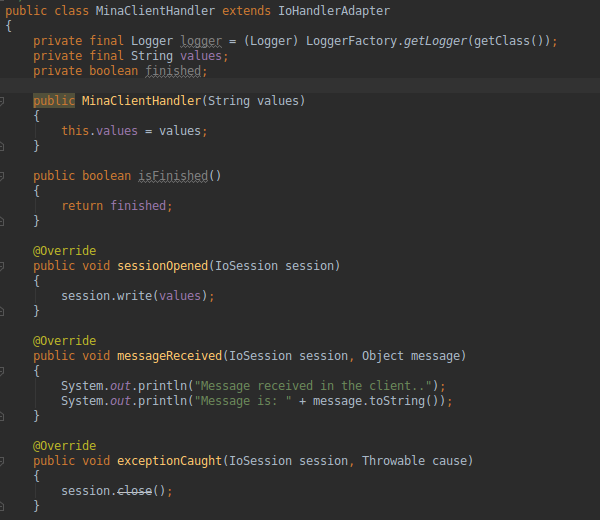 public class MinaClientHandler extends IoHandlerAdapter
{
    private final Logger logger = (Logger) LoggerFactory.getLogger(getClass());
    private final String values;
    private boolean finished;
    public MinaClientHandler(String values)
    {
        this.values = values;
    }
    public boolean isFinished()
    {
        return finished;
    }
    @Override
    public void sessionOpened(IoSession session)
    {
        session.write(values);
    }
    @Override
    public void messageReceived(IoSession session, Object message)
    {
        System.out.println("Message received in the client..");
        System.out.println("Message is: " + message.toString());
    }
    @Override
    public void exceptionCaught(IoSession session, Throwable cause)
    {
        session.close();
    }